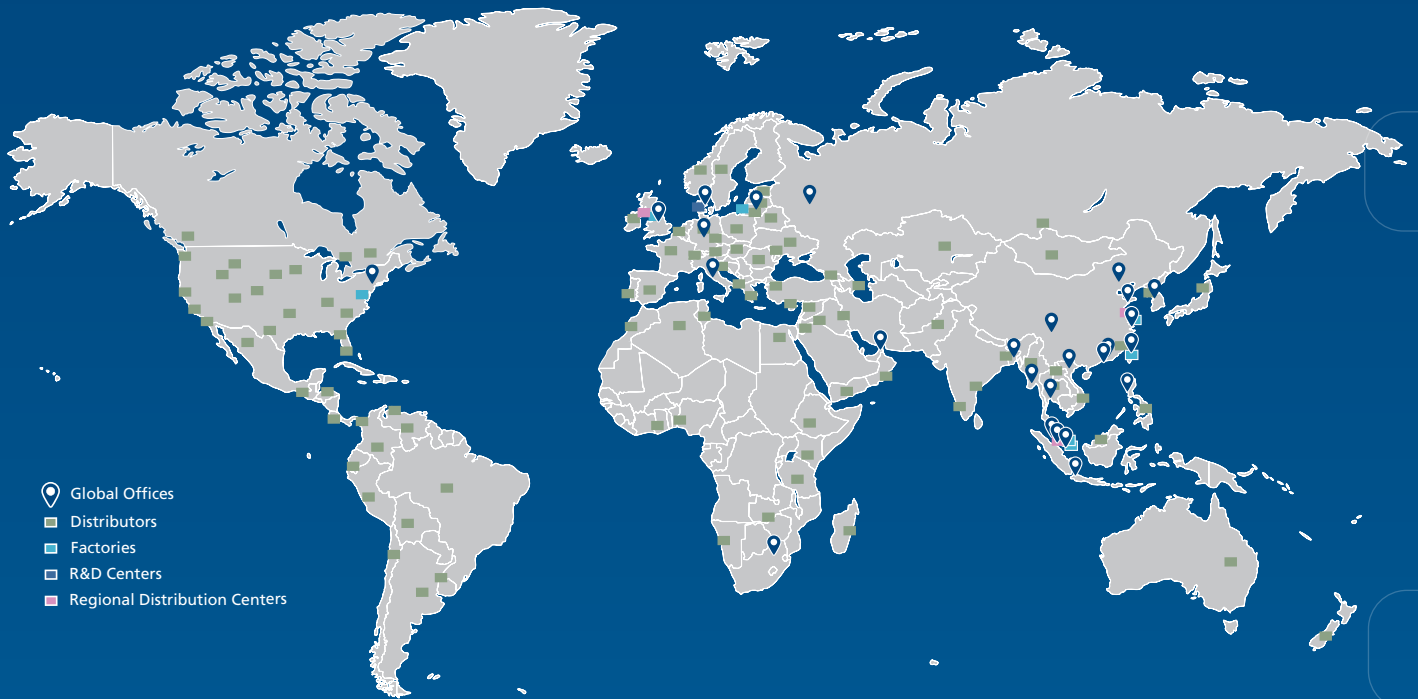 Global Offices
Distributors
Factories
R&D Centers
Regional Distribution Centers